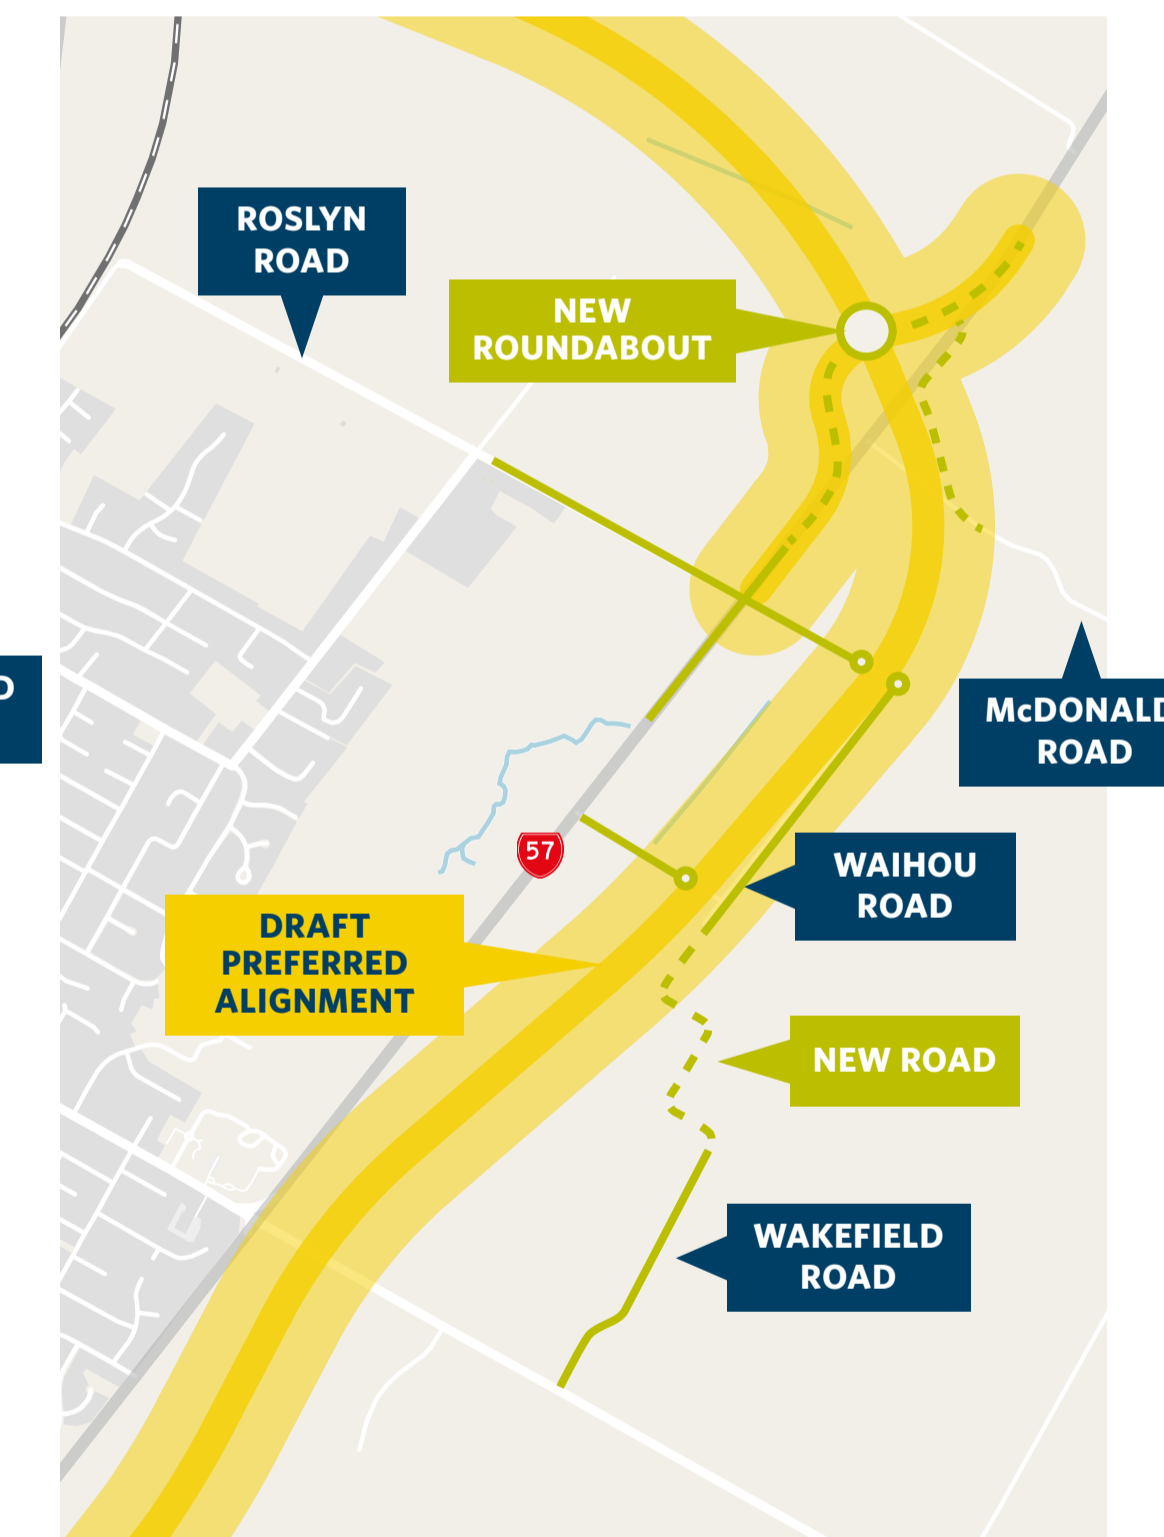 ROSLYN
ROAD
NEW
ROUNDABOUT
D
McDONALD
ROAD
57
WAIHOU
ROAD
DRAFT
PREFERRED
ALIGNMENT
NEW ROAD
WAKEFIELD
ROAD